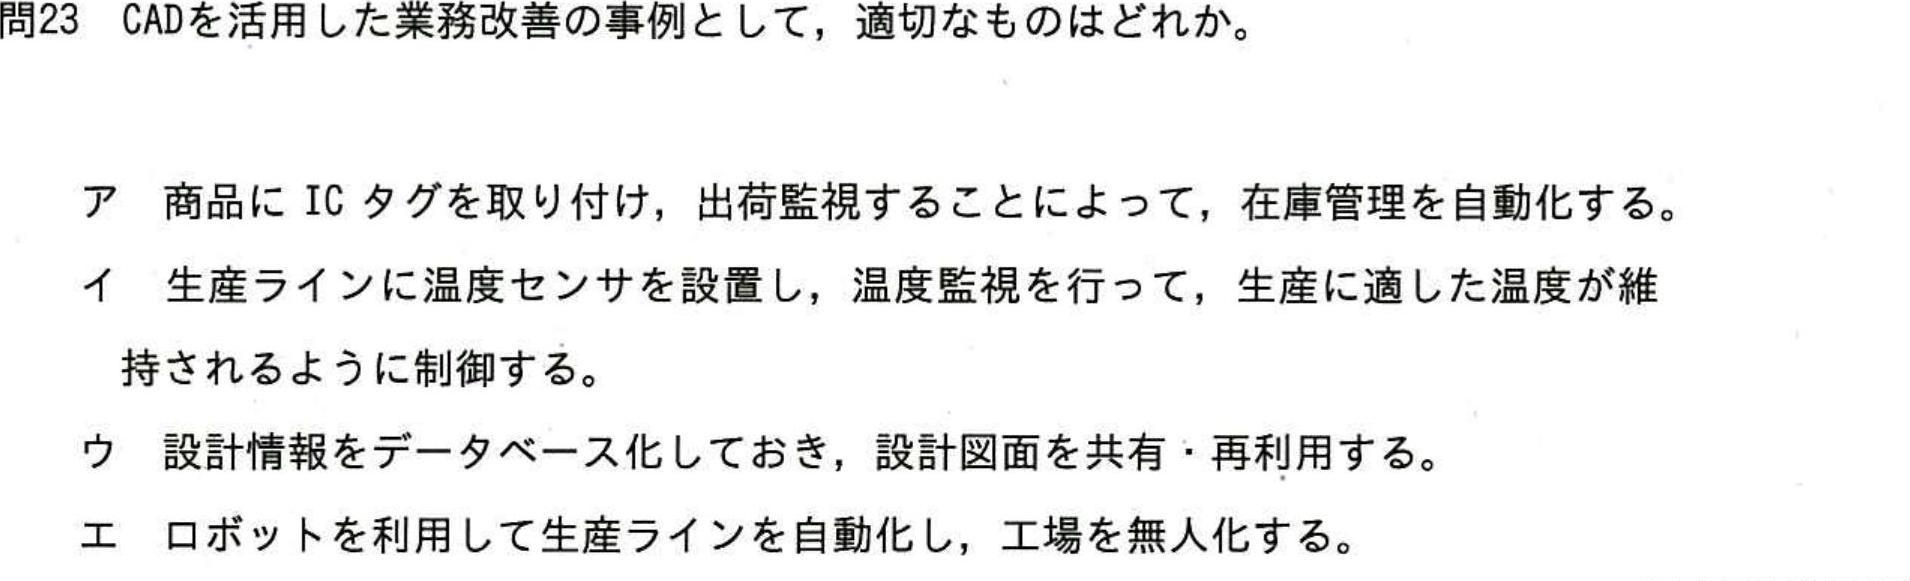 問23　CADを活用した業務改善の事例として，適切なものはどれか。
ア　商品に IC タグを取り付け，出荷監視することによって，在庫管理を自動化する。
イ　生産ラインに温度センサを設置し，温度監視を行って，生産に適した温度が維
持されるように制御する。
ウ　設計情報をデータベース化しておき，設計図面を共有・再利用する。
エ　ロボットを利用して生産ラインを自動化し，工場を無人化する。